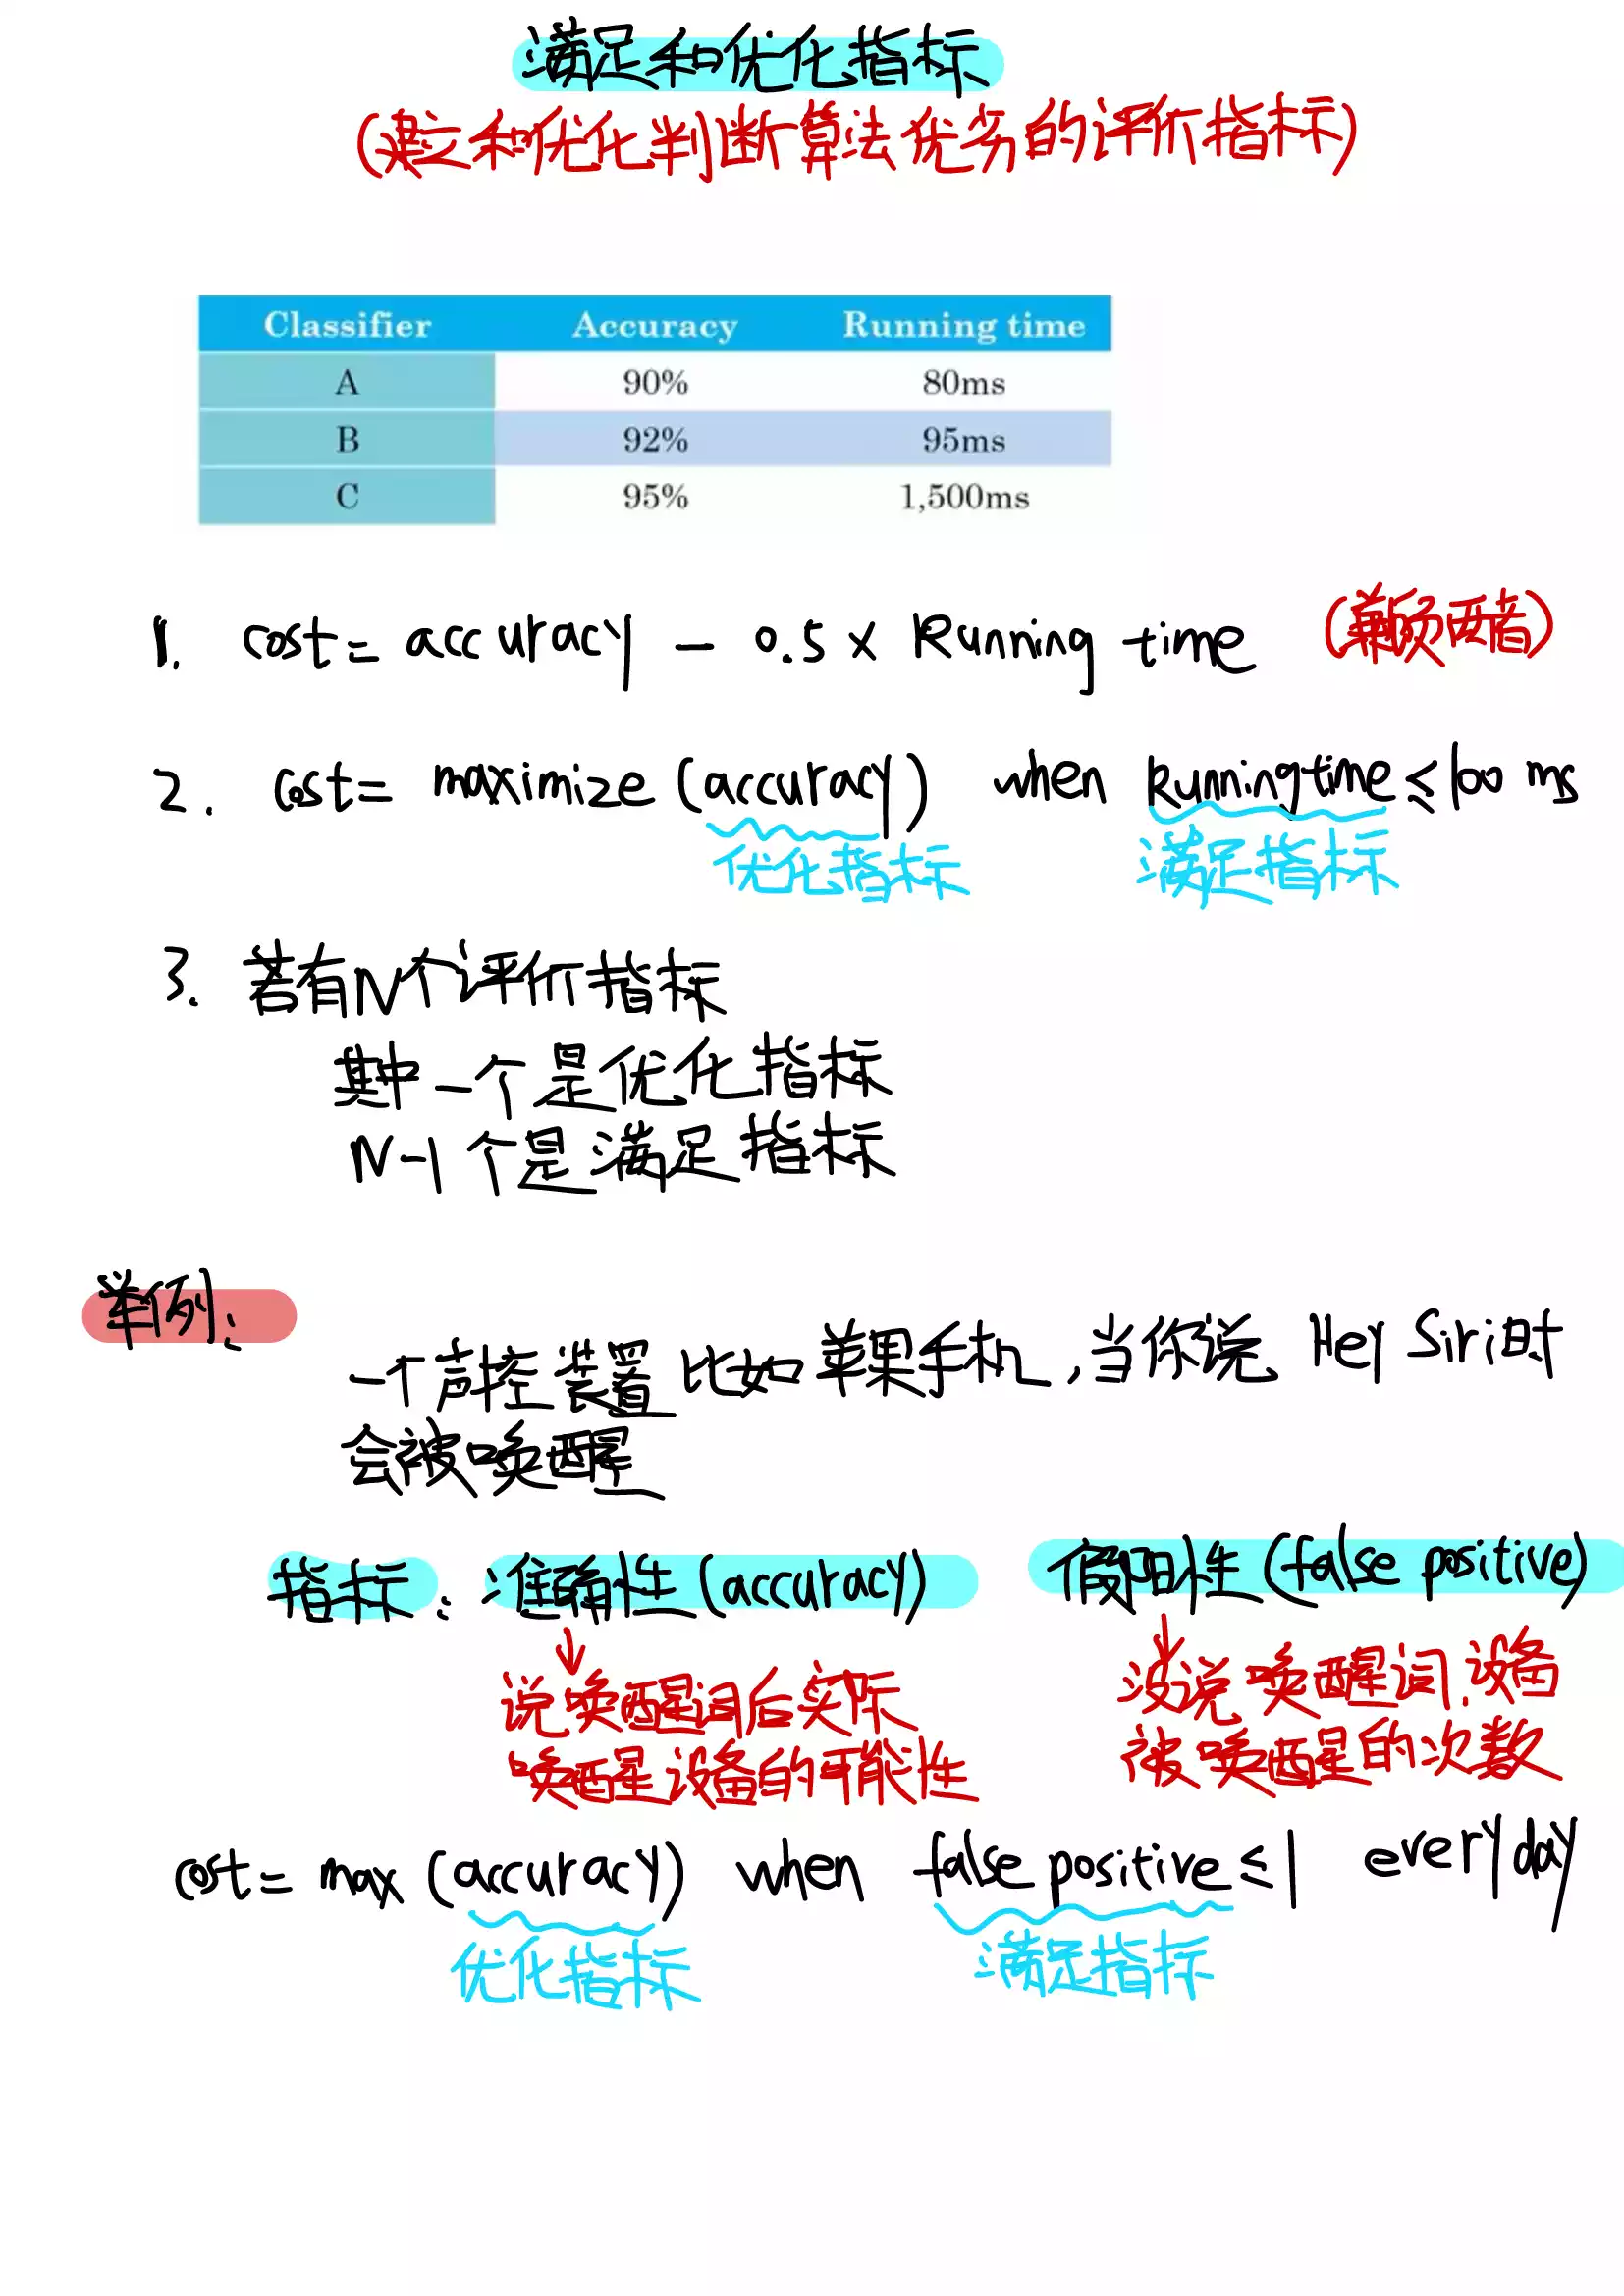 满足和优化指标
(建立和优化判断算法优劣的评价指标)
Classifier Accuracy Running time
A 90% 80ms
B 92% 95ms
C 95% 1,500ms
1. cost = accuracy - 0.5 × Running time (兼顾两者)
2. cost = maximize (accuracy) when Runningtime ≤ 100 ms
优化指标 满足指标
3. 若有N个评价指标
其中一个是优化指标
N-1个是满足指标
举例:
一个声控装置比如苹果手机,当你说 Hey Siri时
会被唤醒
指标: 准确性(accuracy) 假阳性(false positive)
说唤醒词后实际 没说唤醒词,设备
唤醒设备的可能性 被唤醒的次数
cost = max (accuracy) when false positive ≤ 1 everyday
优化指标 满足指标